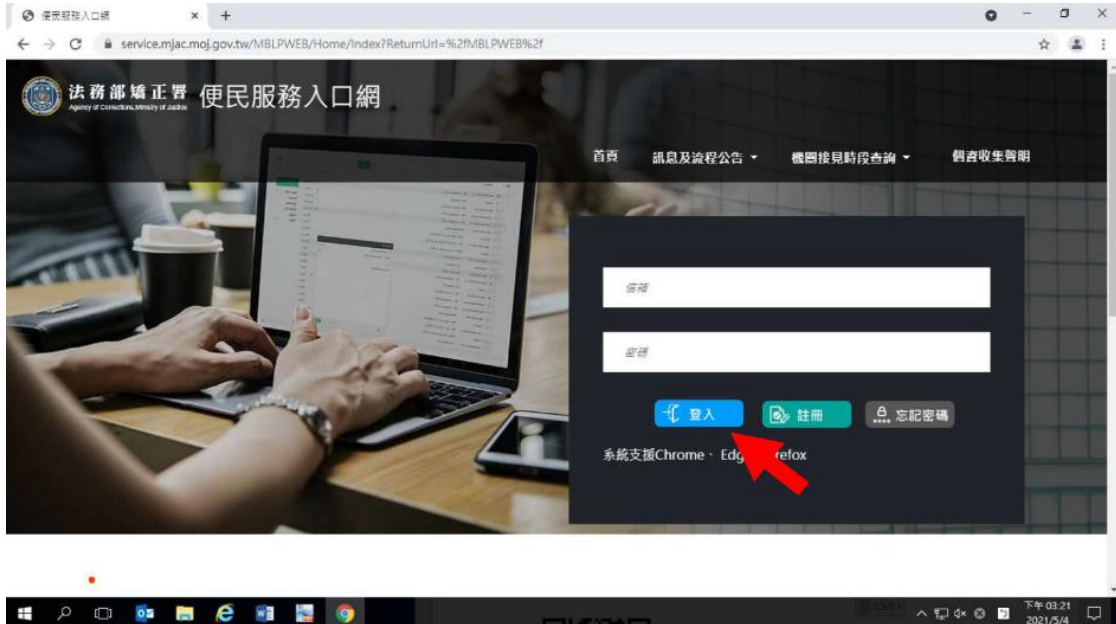 便民服務入口網
service.mjac.moj.gov.tw/MBLPWEB/Home/Index?ReturnUrl=%2fMBLPWEB%2f
法務部矯正署 便民服務入口網
Agency of Corrections, Ministry of Justice
首頁 訊息及流程公告 機關接見時段查詢 個資收集聲明
信箱
密碼
登入 註冊 忘記密碼
系統支援Chrome、 Edg refox
下午 03:21
2021/5/4